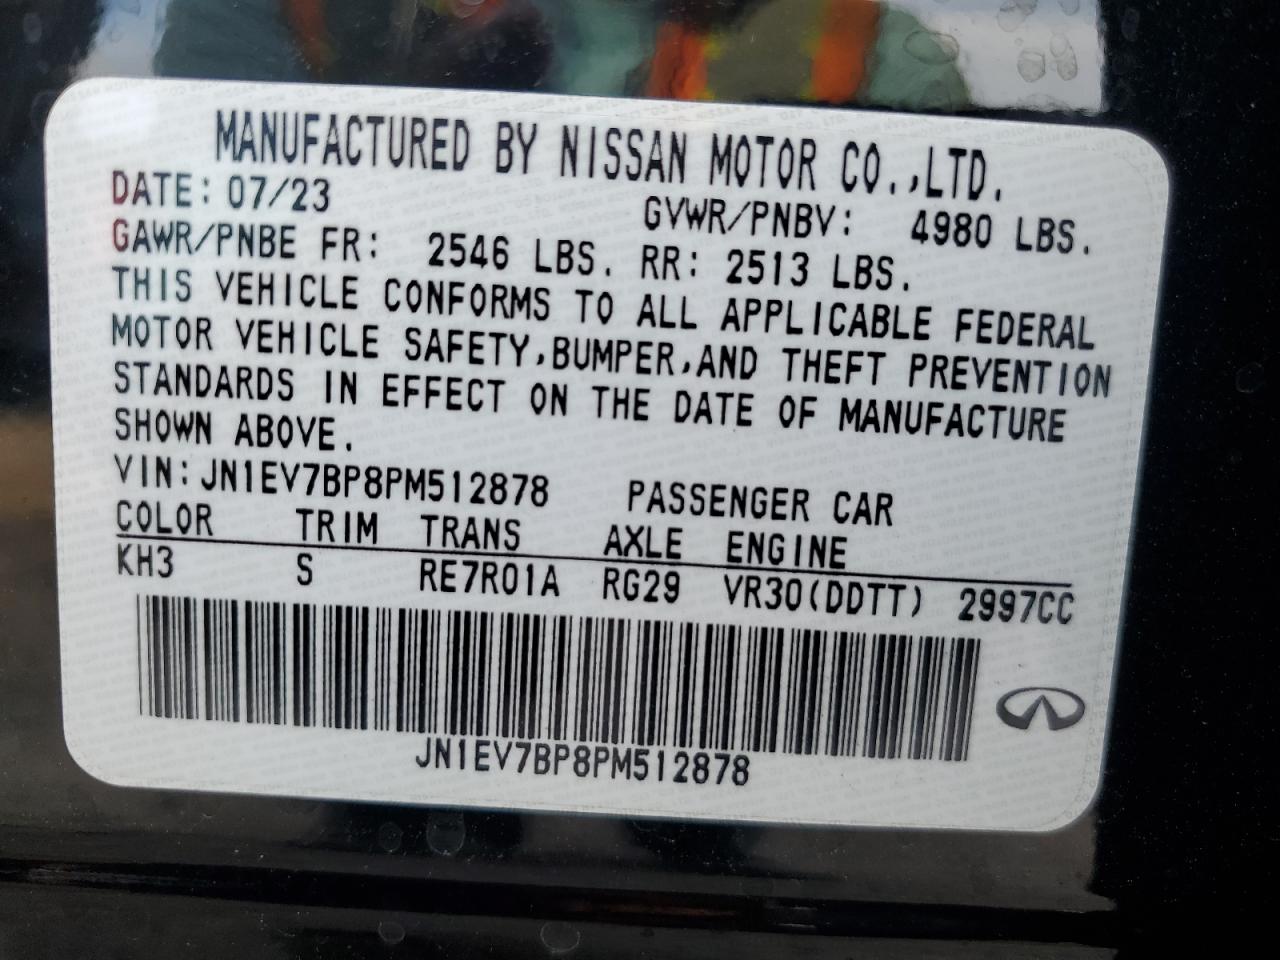 MANUFACTURED BY NISSAN MOTOR CO.,LTD.
DATE: 07/23 GVWR/PNBV: 4980 LBS.
GAWR/PNBE FR: 2546 LBS. RR: 2513 LBS.
THIS VEHICLE CONFORMS TO ALL APPLICABLE FEDERAL
MOTOR VEHICLE SAFETY,BUMPER,AND THEFT PREVENTION
STANDARDS IN EFFECT ON THE DATE OF MANUFACTURE
SHOWN ABOVE.
VIN:JN1EV7BP8PM512878 PASSENGER CAR
COLOR TRIM TRANS AXLE ENGINE
KH3 S RE7R01A RG29 VR30(DDTT) 2997CC
JN1EV7BP8PM512878